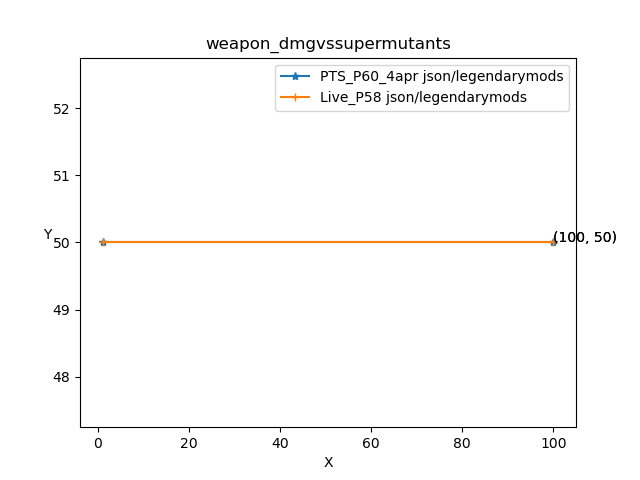 weapon_dmgvssupermutants
PTS_P60_4apr json/legendarymods
Live_P58 json/legendarymods
52
51
Y
50
(100, 50)
49
48
0
20
40
60
80
100
X